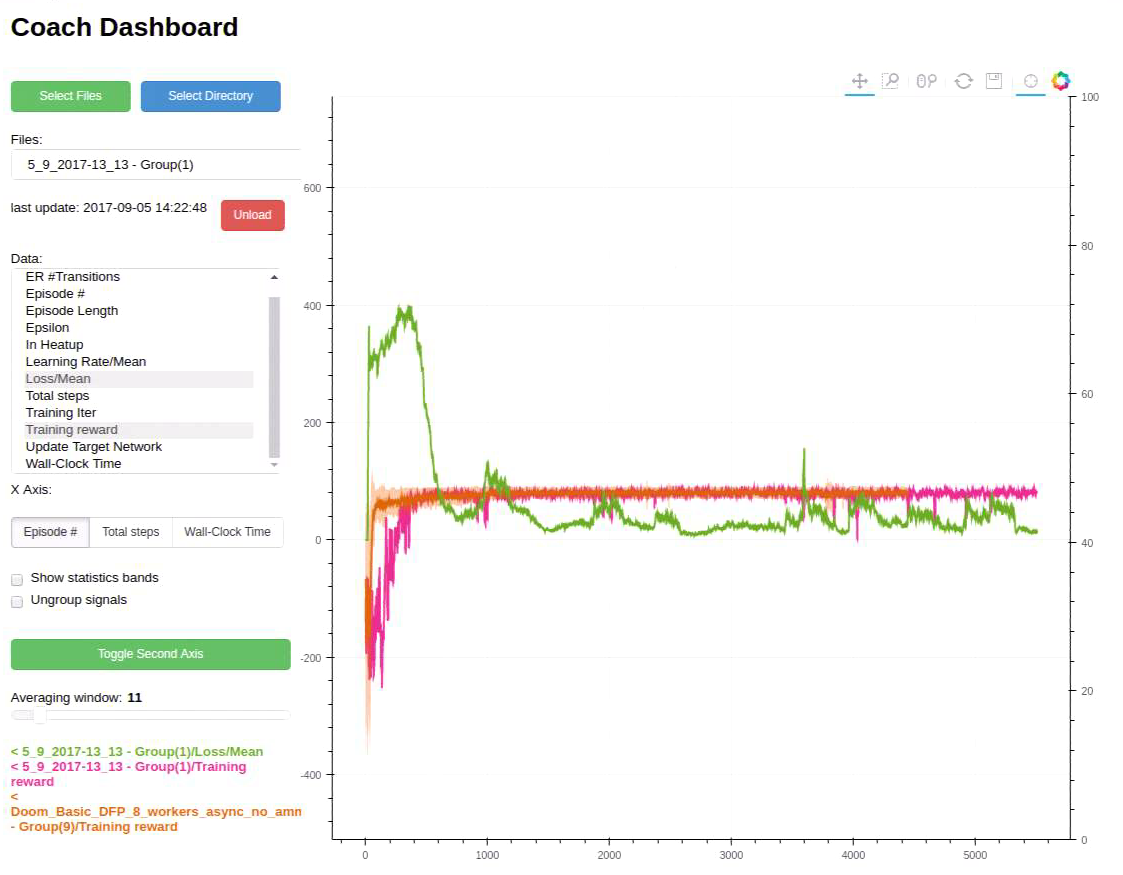 Coach Dashboard
Select Files
Select Directory
Files:
5_9_2017-13_13 - Group(1)
last update: 2017-09-05 14:22:48
Unload
Data:
ER #Transitions
Episode #
Episode Length
Epsilon
In Heatup
Learning Rate/Mean
Loss/Mean
Total steps
Training Iter
Training reward
Update Target Network
Wall-Clock Time
X Axis:
Episode #
Total steps
Wall-Clock Time
Show statistics bands
Ungroup signals
Toggle Second Axis
Averaging window: 11
< 5_9_2017-13_13 - Group(1)/Loss/Mean
< 5_9_2017-13_13 - Group(1)/Training
reward
<
Doom_Basic_DFP_8_workers_async_no_amm
- Group(9)/Training reward
600
400
200
0
-200
-400
0
1000
2000
3000
4000
5000
100
80
60
40
20
0